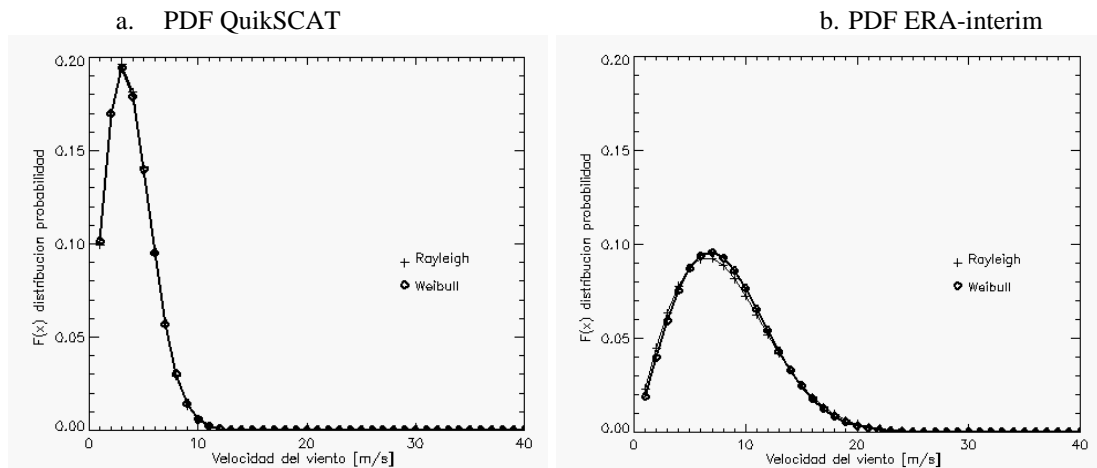 a. PDF QuikSCAT
b. PDF ERA-interim
0.20
0.15
0.10
0.05
0.00
F(x) distribucion probabilidad
Rayleigh
Weibull
0 10 20 30 40
Velocidad del viento [m/s]
0.20
0.15
0.10
0.05
0.00
F(x) distribucion probabilidad
Rayleigh
Weibull
0 10 20 30 40
Velocidad del viento [m/s]